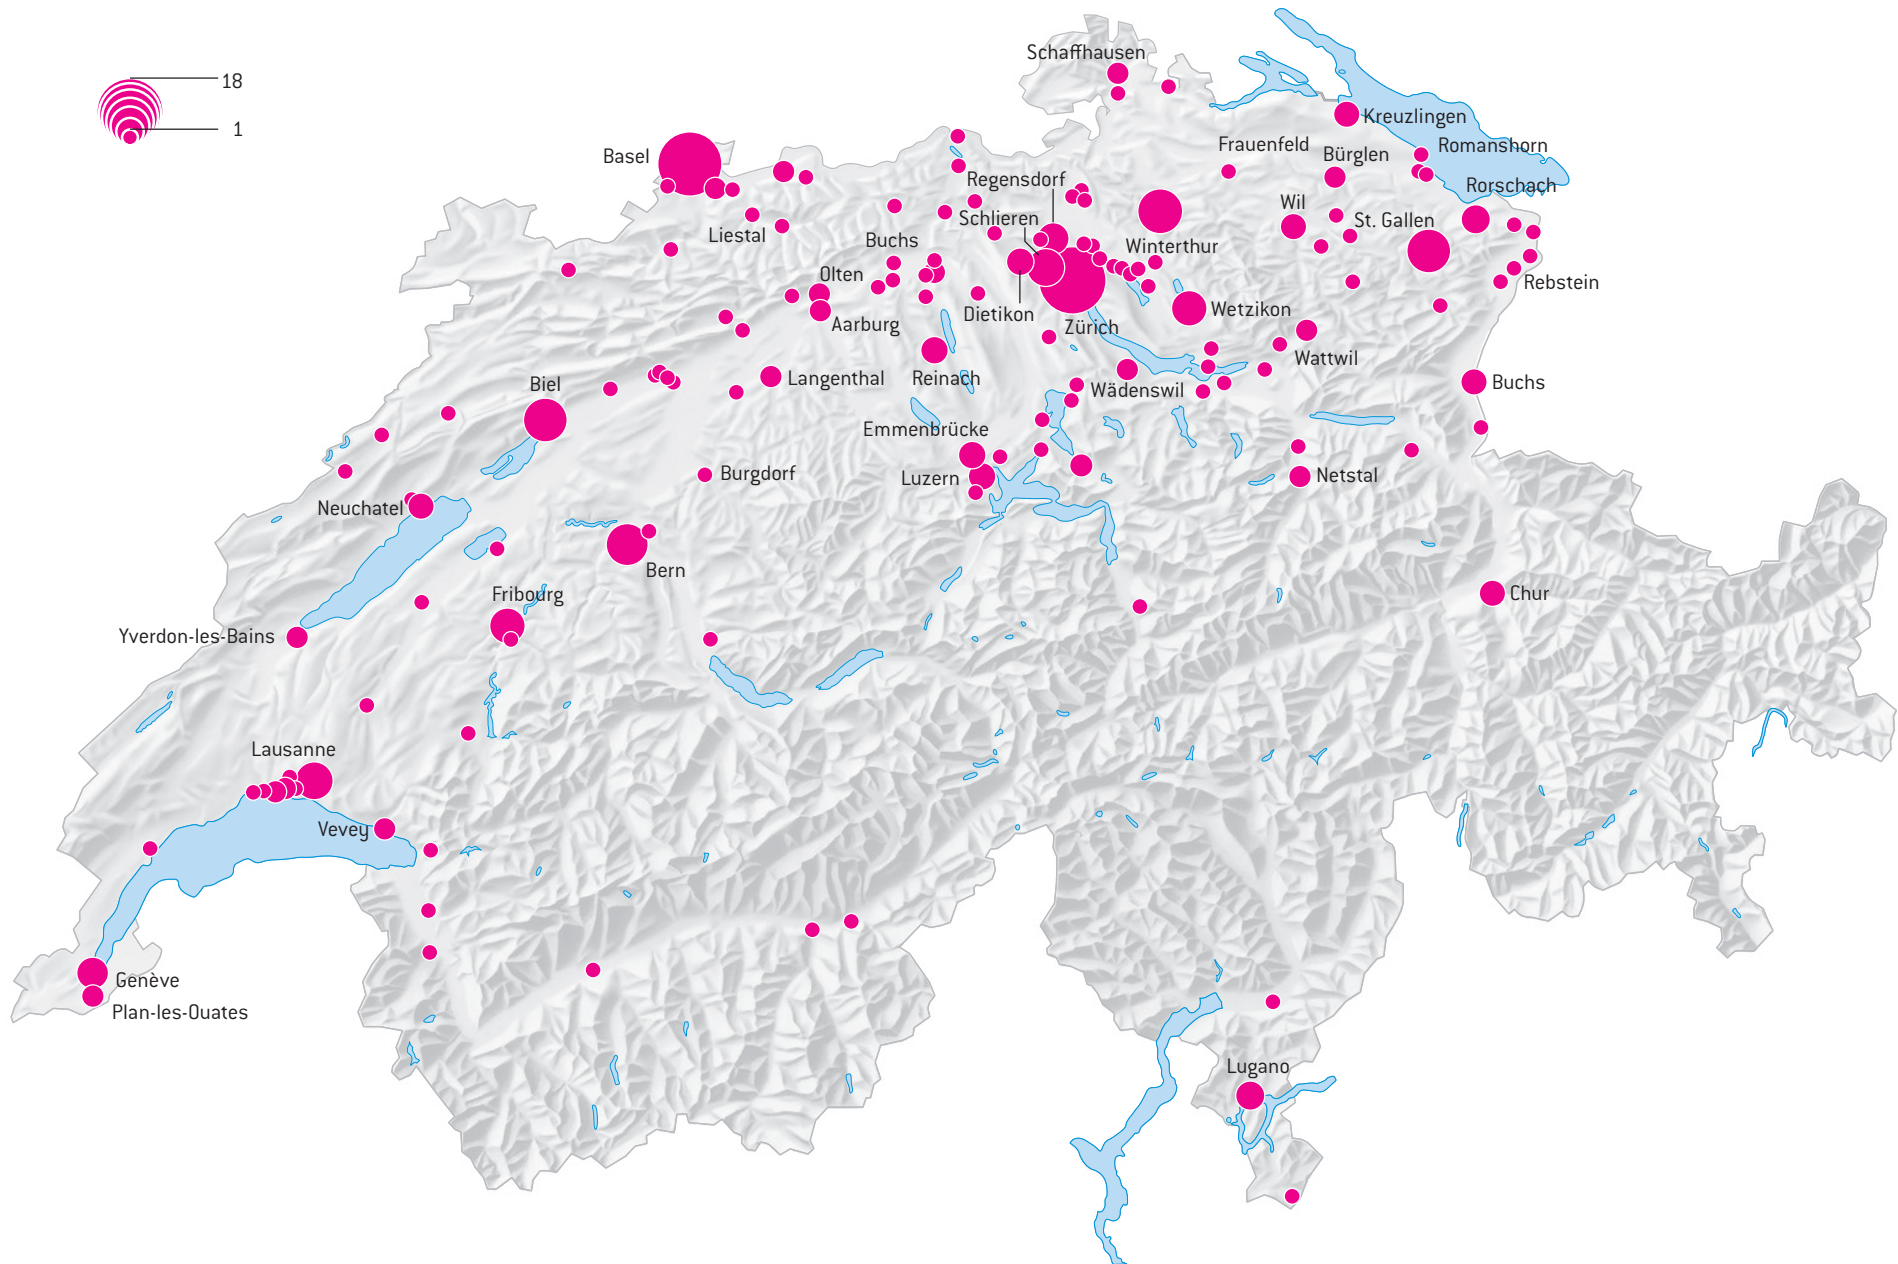 Schaffhausen
18
Kreuzlingen
1
Frauenfeld
Romanshorn
Basel
Bürglen
Regensdorf
Rorschach
Wil
Schlieren
St. Gallen
Liestal
Buchs
Winterthur
Olten
Rebstein
Dietikon
Wetzikon
Aarburg
Zürich
Wattwil
Langenthal
Reinach
Biel
Wädenswil
Buchs
Emmenbrücke
Burgdorf
Luzern
Netstal
Neuchatel
Bern
Fribourg
Chur
Yverdon-les-Bains
Lausanne
Vevey
Genève
Plan-les-Ouates
Lugano